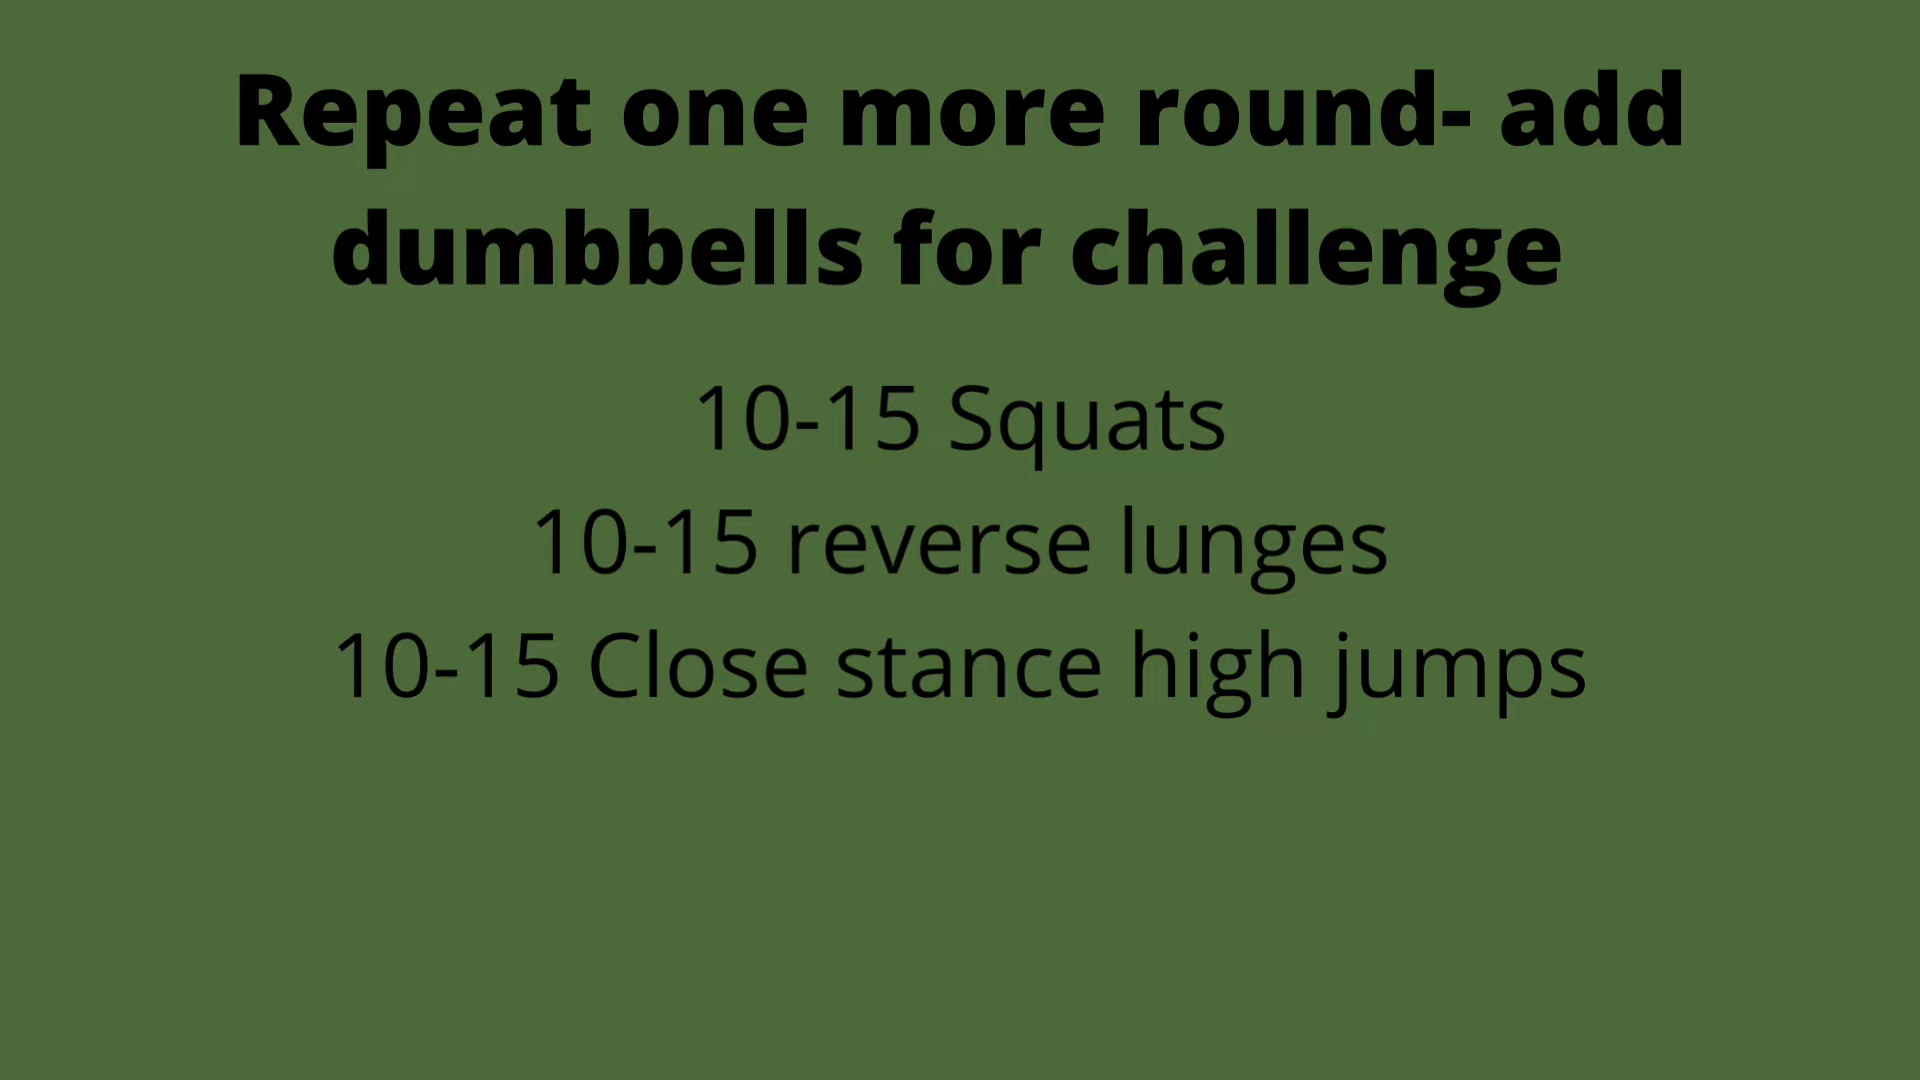 Repeat one more round- add
dumbbells for challenge
10-15 Squats
10-15 reverse lunges
10-15 Close stance high jumps